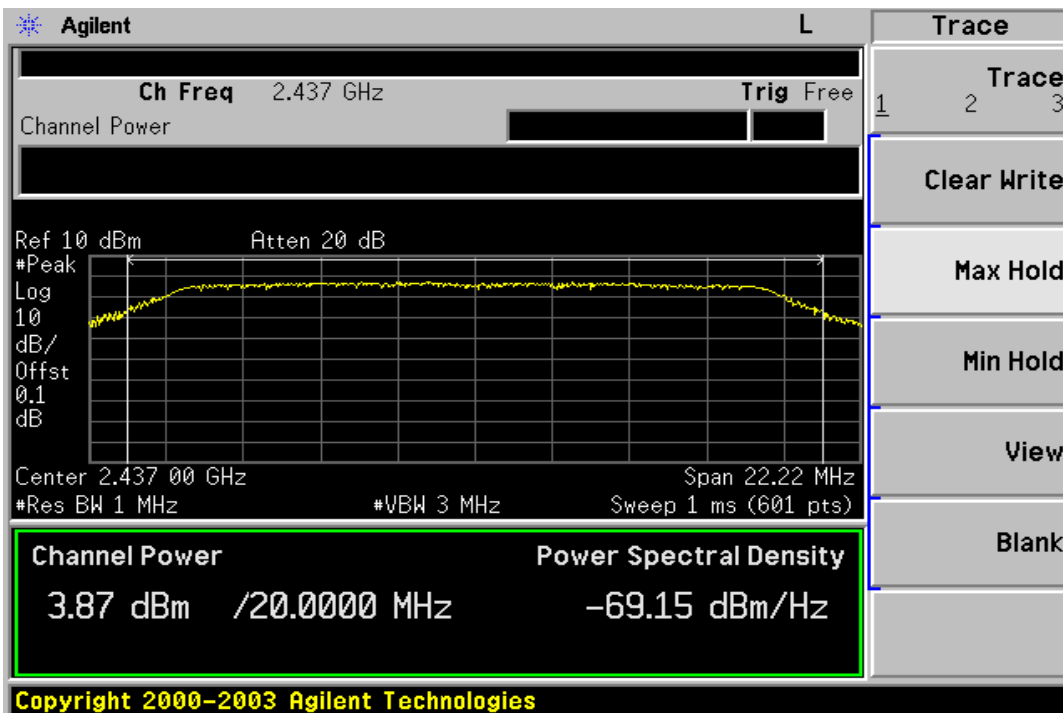 Agilent L
Ch Freq 2.437 GHz Trig Free
Channel Power
Ref 10 dBm Atten 20 dB
#Peak
Log
10
dB/
Offst
0.1
dB
Center 2.437 00 GHz Span 22.22 MHz
#Res BW 1 MHz #VBW 3 MHz Sweep 1 ms (601 pts)
Channel Power Power Spectral Density
3.87 dBm /20.0000 MHz -69.15 dBm/Hz
Copyright 2000-2003 Agilent Technologies
Trace
Trace
1 2 3
Clear Write
Max Hold
Min Hold
View
Blank